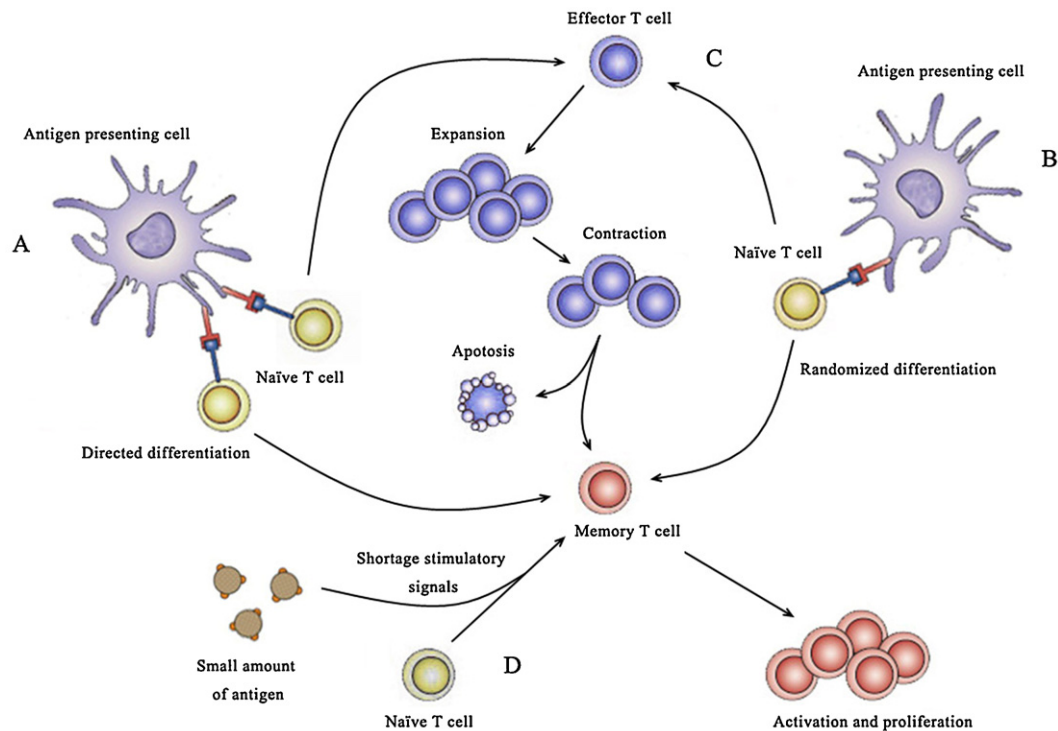 Effector T cell
C
Antigen presenting cell
Antigen presenting cell
Expansion
B
A
Contraction
Naïve T cell
Apotosis
Naïve T cell
Randomized differentiation
Directed differentiation
Memory T cell
Shortage stimulatory
signals
Small amount
of antigen
D
Naïve T cell
Activation and proliferation